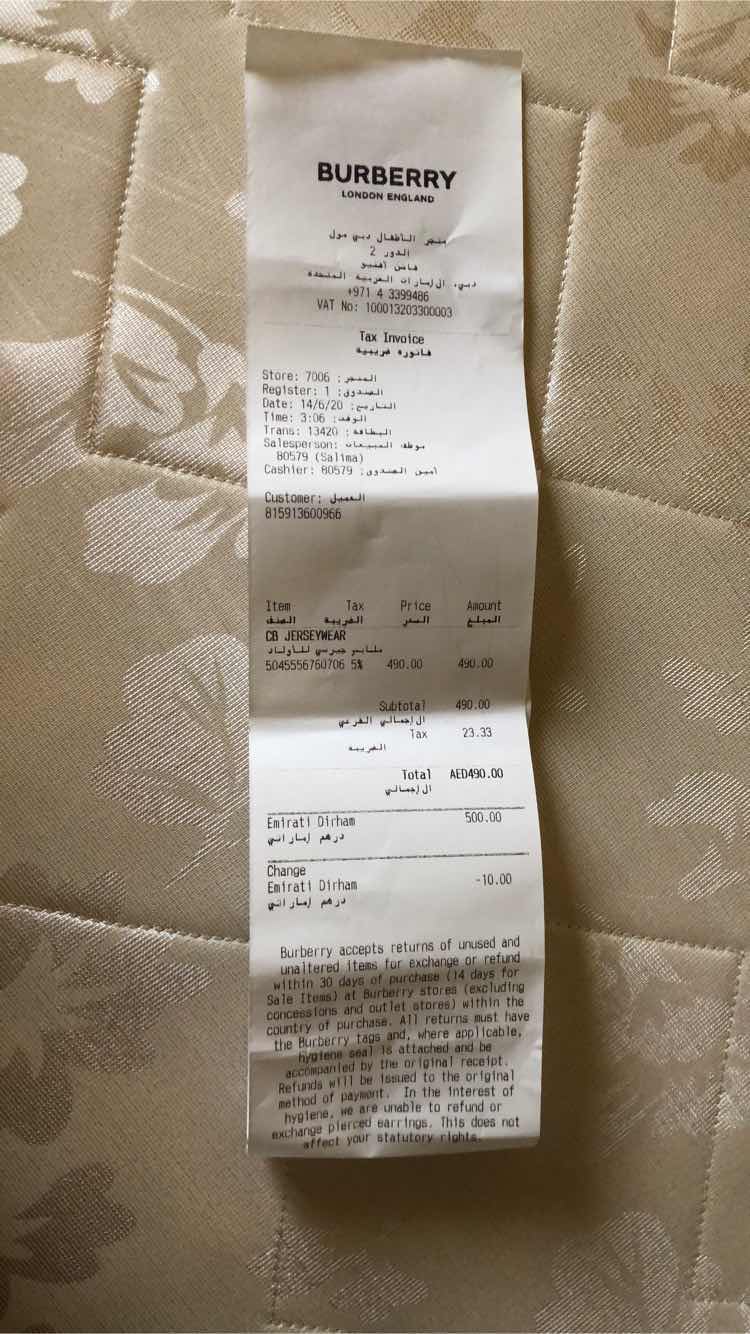 BURBERRY
LONDON ENGLAND
متجر الأطفال دبي مول
الدور 2
فاشن أفنيو
دبي، الإمارات العربية المتحدة
+971 4 3399486
VAT No: 100013203300003
Tax Invoice
فاتورة ضريبية
Store: 7006 المتجر:
Register: 1 الصندوق:
Date: 14/6/20 التاريخ:
Time: 3:06 الوقت:
Trans: 13420 البطاقة:
Salesperson: موظف المبيعات
80579 (Salima)
Cashier: 80579 أمين الصندوق:
Customer: العميل
815913600966
Item Tax Price Amount
الصنف الضريبة السعر المبلغ
CB JERSEYWEAR
ملابس جيرسي للأولاد
5045556760706 5% 490.00 490.00
Subtotal 490.00
الإجمالي الفرعي
Tax 23.33
الضريبة
Total AED490.00
الإجمالي
Emirati Dirham 500.00
درهم إماراتي
Change
Emirati Dirham -10.00
درهم إماراتي
Burberry accepts returns of unused and
unaltered items for exchange or refund
within 30 days of purchase (14 days for
Sale Items) at Burberry stores (excluding
concessions and outlet stores) within the
country of purchase. All returns must have
the Burberry tags and, where applicable,
hygiene seal is attached and be
accompanied by the original receipt.
Refunds will be issued to the original
method of payment. In the interest of
hygiene, we are unable to refund or
exchange pierced earrings. This does not
affect your statutory rights.